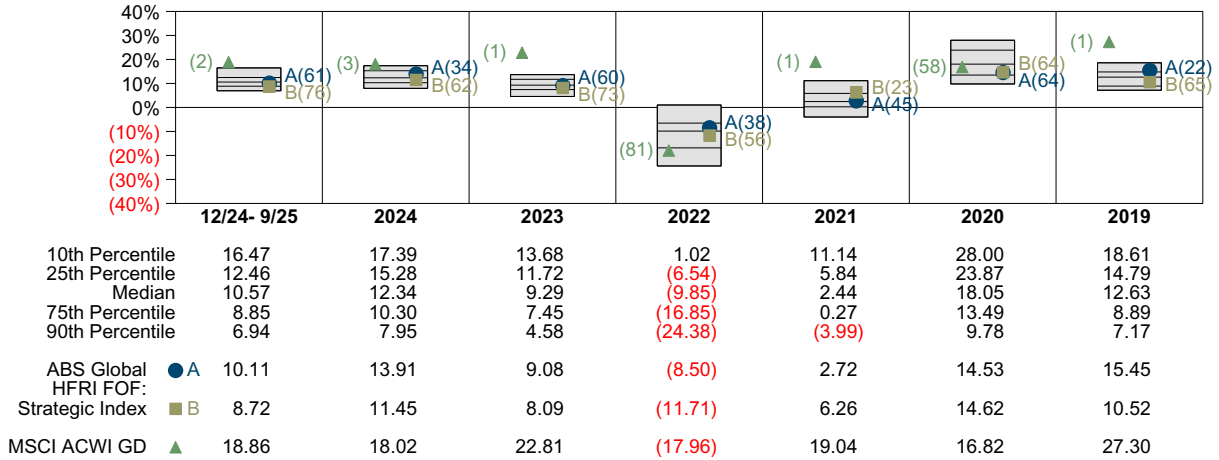 40%
30%
20%
10%
0%
(10%)
(20%)
(30%)
(40%)
(2) A(61) B(76)
(3) A(34) B(62)
(1) A(60) B(73)
(81) A(38) B(56)
(1) B(23) A(45)
(58) B(64) A(64)
(1) A(22) B(65)
12/24- 9/25 2024 2023 2022 2021 2020 2019
10th Percentile 16.47 17.39 13.68 1.02 11.14 28.00 18.61
25th Percentile 12.46 15.28 11.72 (6.54) 5.84 23.87 14.79
Median 10.57 12.34 9.29 (9.85) 2.44 18.05 12.63
75th Percentile 8.85 10.30 7.45 (16.85) 0.27 13.49 8.89
90th Percentile 6.94 7.95 4.58 (24.38) (3.99) 9.78 7.17
ABS Global A 10.11 13.91 9.08 (8.50) 2.72 14.53 15.45
HFRI FOF:
Strategic Index B 8.72 11.45 8.09 (11.71) 6.26 14.62 10.52
MSCI ACWI GD 18.86 18.02 22.81 (17.96) 19.04 16.82 27.30